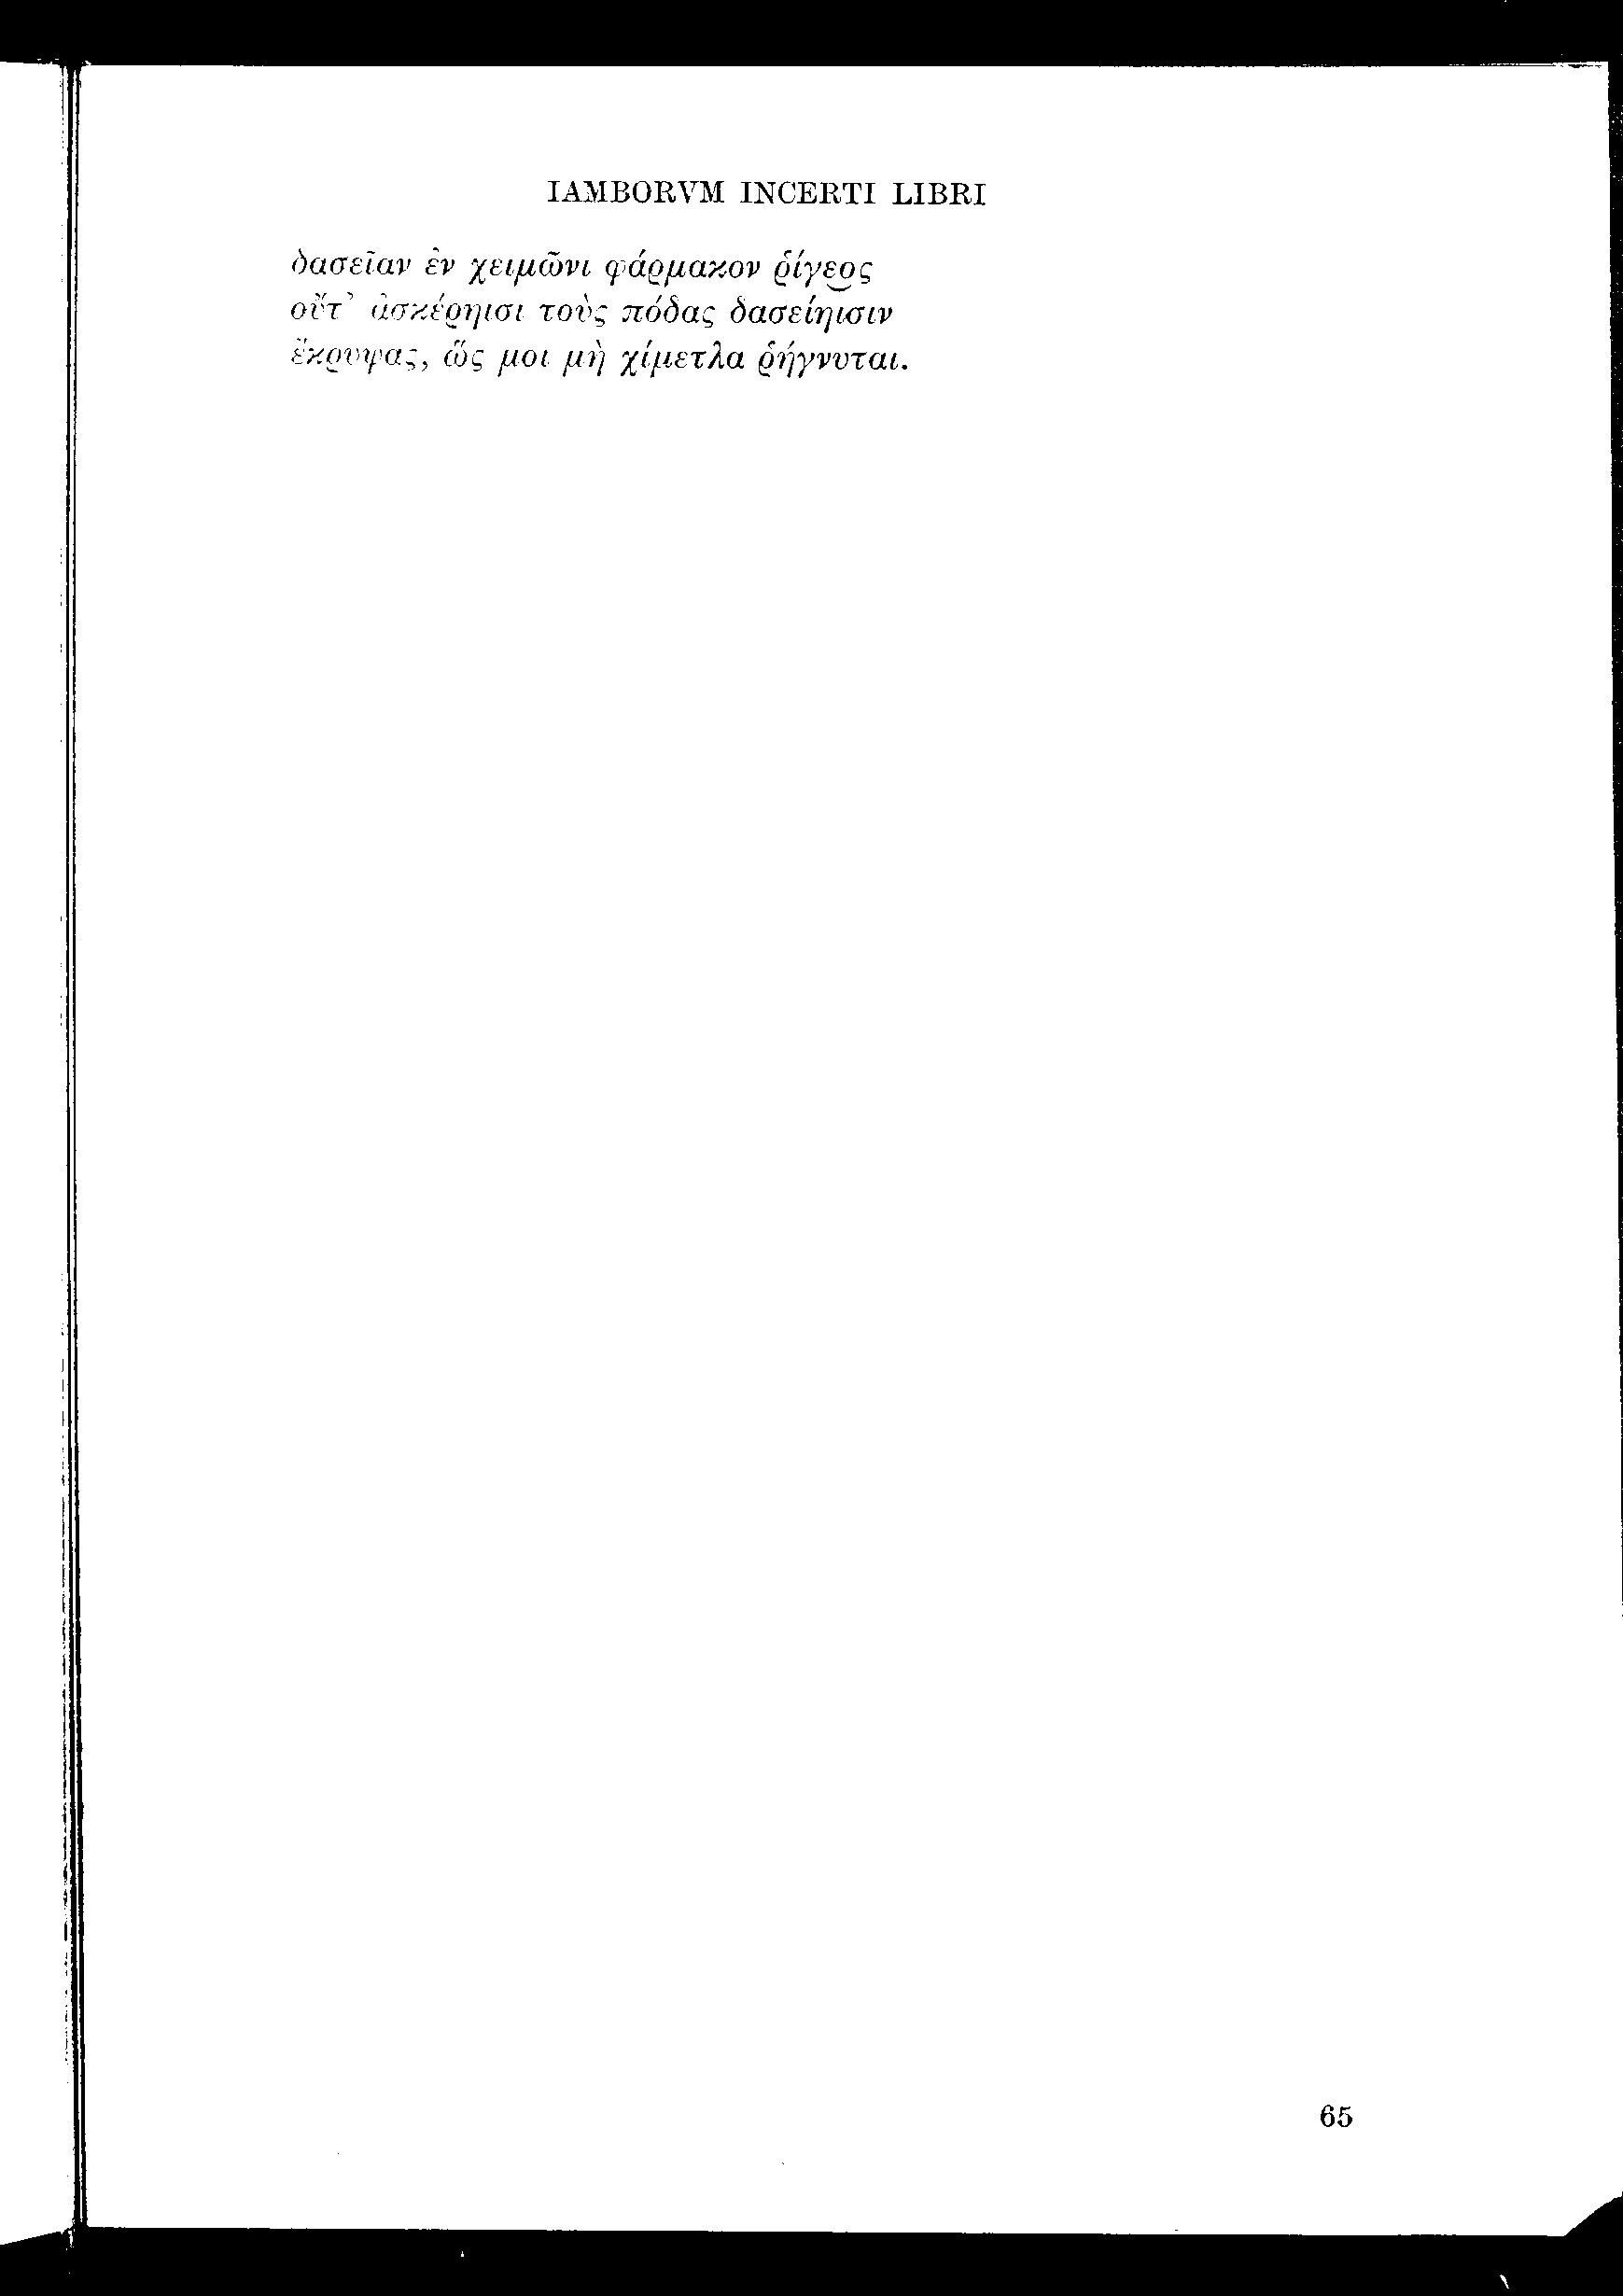 IAMBORVM INCERTI LIBRI
δασεῖαν ἐν χειμῶνι φάρμακον ῥίγεος
οὔτ’ ἀσκέρηισι τοὺς πόδας δασείηισιν
ἔκρυψας, ὥς μοι μὴ χίμετλα ῥήγνυται.
65